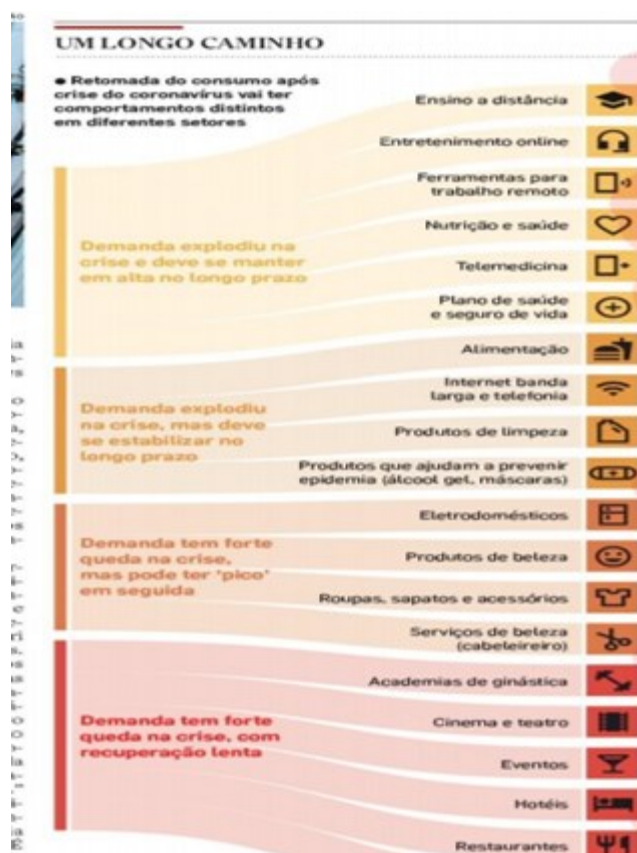 UM LONGO CAMINHO
● Retomada do consumo após
crise do coronavírus vai ter
comportamentos distintos
em diferentes setores
Demanda explodiu na
crise e deve se manter
em alta no longo prazo
Ensino a distância
Entretenimento online
Ferramentas para
trabalho remoto
Nutrição e saúde
Telemedicina
Plano de saúde
e seguro de vida
Demanda explodiu
na crise, mas deve
se estabilizar no
longo prazo
Alimentação
Internet banda
larga e telefonia
Produtos de limpeza
Produtos que ajudam a prevenir
epidemia (álcool gel, máscaras)
Demanda tem forte
queda na crise,
mas pode ter 'pico'
em seguida
Eletrodomésticos
Produtos de beleza
Roupas, sapatos e acessórios
Serviços de beleza
(cabeleireiro)
Demanda tem forte
queda na crise, com
recuperação lenta
Academias de ginástica
Cinema e teatro
Eventos
Hotéis
Restaurantes